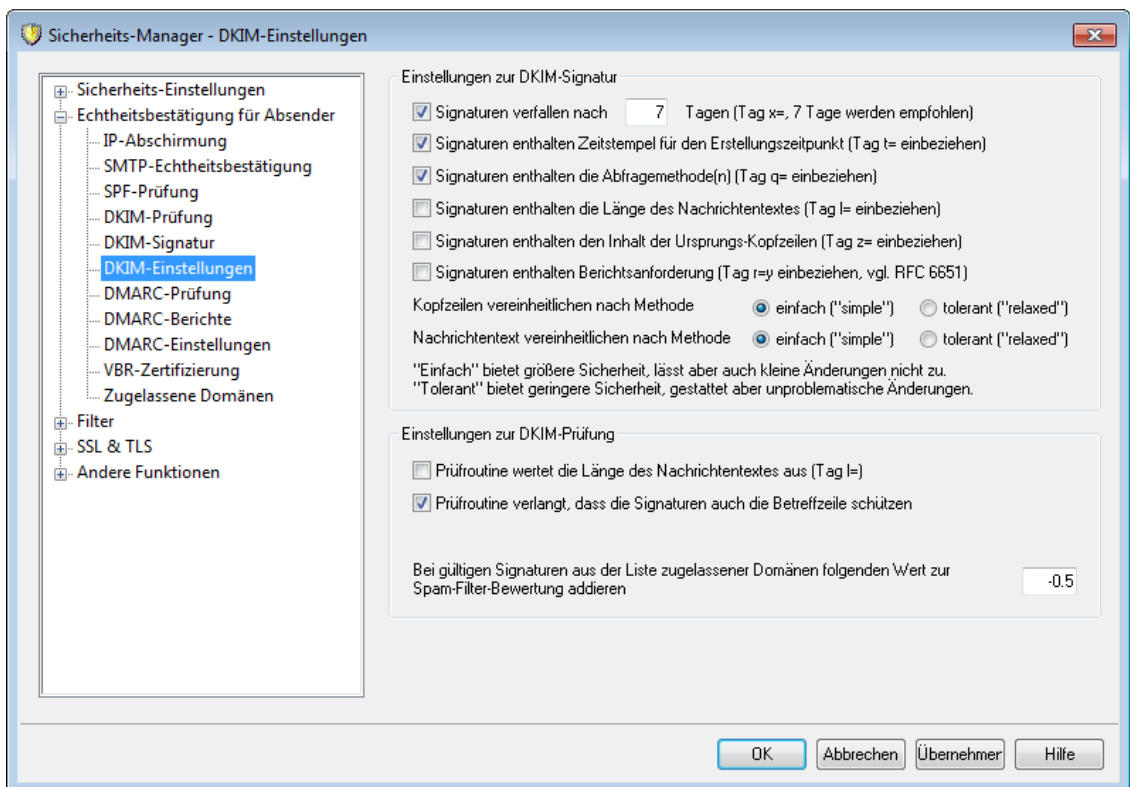 Sicherheits-Manager - DKIM-Einstellungen
Sicherheits-Einstellungen
Echtheitsbestätigung für Absender
IP-Abschirmung
SMTP-Echtheitsbestätigung
SPF-Prüfung
DKIM-Prüfung
DKIM-Signatur
DKIM-Einstellungen
DMARC-Prüfung
DMARC-Berichte
DMARC-Einstellungen
VBR-Zertifizierung
Zugelassene Domänen
Filter
SSL & TLS
Andere Funktionen
Einstellungen zur DKIM-Signatur
Signaturen verfallen nach 7 Tagen (Tag x=, 7 Tage werden empfohlen)
Signaturen enthalten Zeitstempel für den Erstellungszeitpunkt (Tag t= einbeziehen)
Signaturen enthalten die Abfragemethode(n) (Tag q= einbeziehen)
Signaturen enthalten die Länge des Nachrichtentextes (Tag l= einbeziehen)
Signaturen enthalten den Inhalt der Ursprungs-Kopfzeilen (Tag z= einbeziehen)
Signaturen enthalten Berichtsanforderung (Tag r=y einbeziehen, vgl. RFC 6651)
Kopfzeilen vereinheitlichen nach Methode einfach ("simple") tolerant ("relaxed")
Nachrichtentext vereinheitlichen nach Methode einfach ("simple") tolerant ("relaxed")
"Einfach" bietet größere Sicherheit, lässt aber auch kleine Änderungen nicht zu.
"Tolerant" bietet geringere Sicherheit, gestattet aber unproblematische Änderungen.
Einstellungen zur DKIM-Prüfung
Prüfroutine wertet die Länge des Nachrichtentextes aus (Tag l=)
Prüfroutine verlangt, dass die Signaturen auch die Betreffzeile schützen
Bei gültigen Signaturen aus der Liste zugelassener Domänen folgenden Wert zur
Spam-Filter-Bewertung addieren -0.5
OK Abbrechen Übernehmer Hilfe